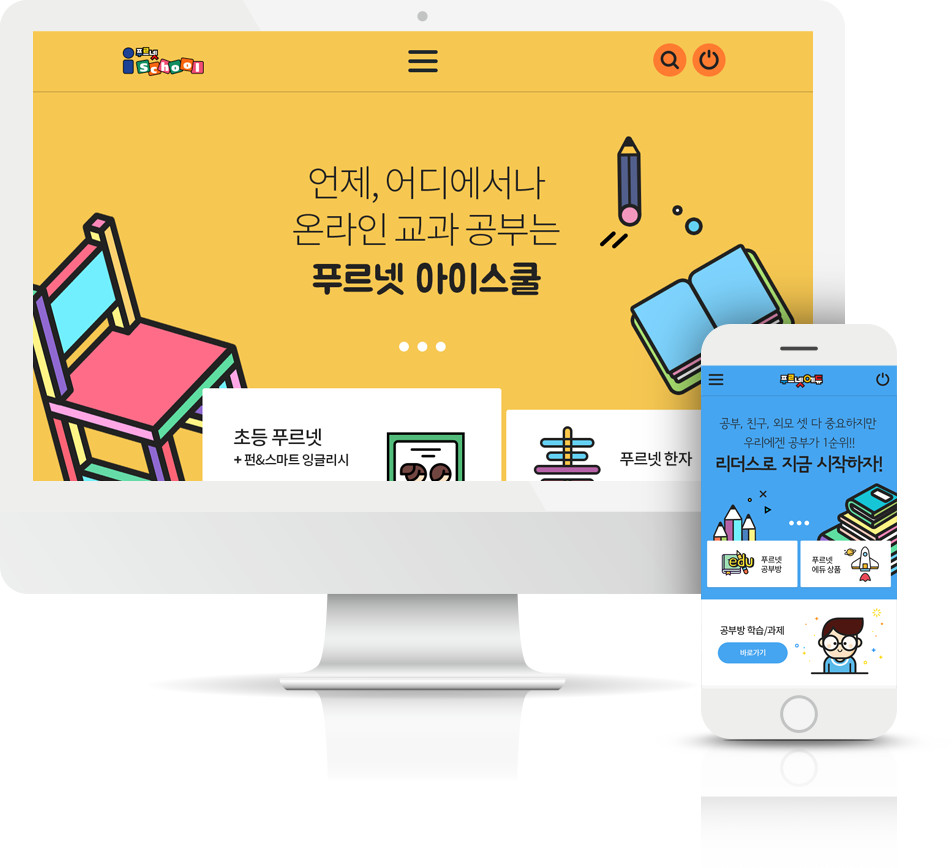 푸르넷
i school
언제, 어디에서나
온라인 교과 공부는
푸르넷 아이스쿨
초등 푸르넷
+ 펀&스마트 잉글리시
푸르넷 한자
푸르넷에듀
공부, 친구, 외모 셋 다 중요하지만
우리에겐 공부가 1순위!!
리더스로 지금 시작하자!
edu
푸르넷
공부방
푸르넷
에듀 상품
공부방 학습/과제
바로가기